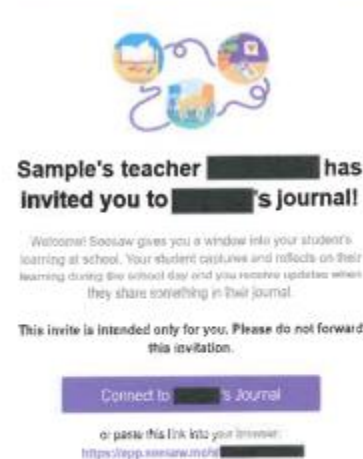 Sample's teacher has
invited you to 's journal!
Welcome! Seesaw gives you a window into your student's
learning at school. Your student captures and reflects on their
learning during the school day and you receive updates when
they share something in their journal.
This invite is intended only for you. Please do not forward
this invitation.
Connect to 's Journal
or paste this link into your browser:
https://app.seesaw.me/